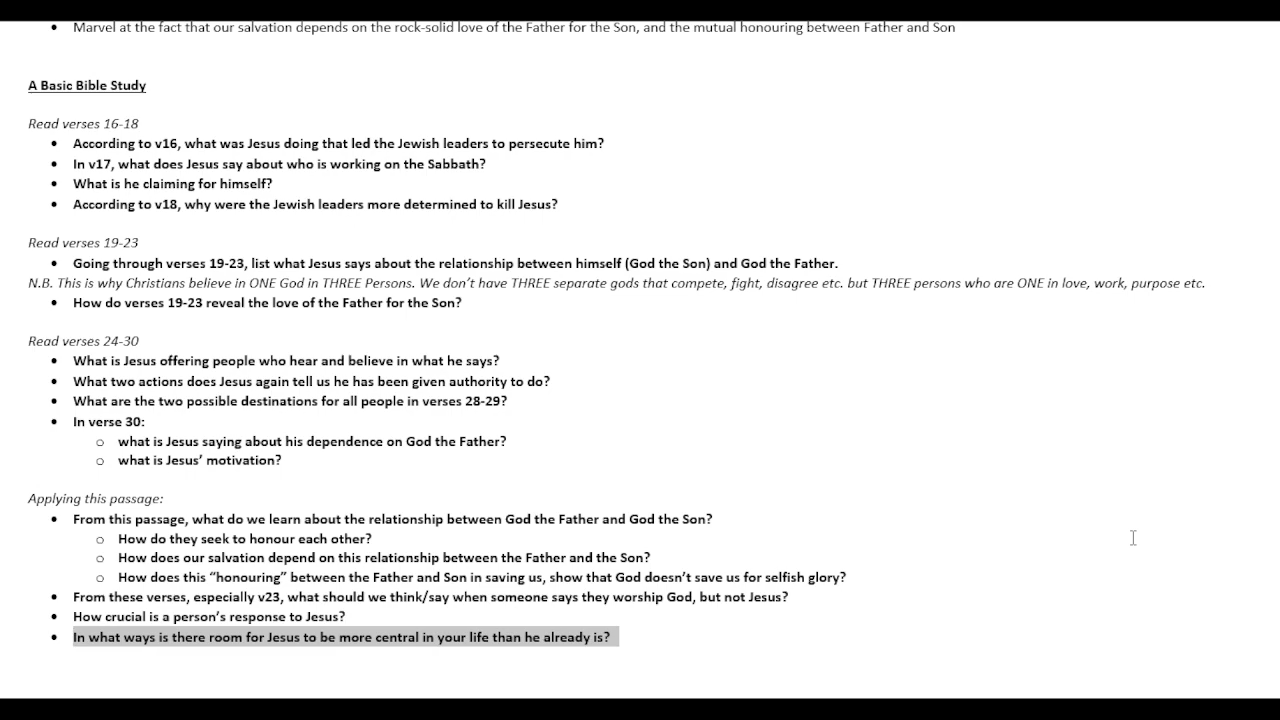 Marvel at the fact that our salvation depends on the rock-solid love of the Father for the Son, and the mutual honouring between Father and Son
A Basic Bible Study
Read verses 16-18
According to v16, what was Jesus doing that led the Jewish leaders to persecute him?
In v17, what does Jesus say about who is working on the Sabbath?
What is he claiming for himself?
According to v18, why were the Jewish leaders more determined to kill Jesus?
Read verses 19-23
Going through verses 19-23, list what Jesus says about the relationship between himself (God the Son) and God the Father.
N.B. This is why Christians believe in ONE God in THREE Persons. We don't have THREE separate gods that compete, fight, disagree etc. but THREE persons who are ONE in love, work, purpose etc.
How do verses 19-23 reveal the love of the Father for the Son?
Read verses 24-30
What is Jesus offering people who hear and believe in what he says?
What two actions does Jesus again tell us he has been given authority to do?
What are the two possible destinations for all people in verses 28-29?
In verse 30:
what is Jesus saying about his dependence on God the Father?
what is Jesus' motivation?
Applying this passage:
From this passage, what do we learn about the relationship between God the Father and God the Son?
How do they seek to honour each other?
How does our salvation depend on this relationship between the Father and the Son?
How does this "honouring" between the Father and Son in saving us, show that God doesn't save us for selfish glory?
From these verses, especially v23, what should we think/say when someone says they worship God, but not Jesus?
How crucial is a person's response to Jesus?
In what ways is there room for Jesus to be more central in your life than he already is?